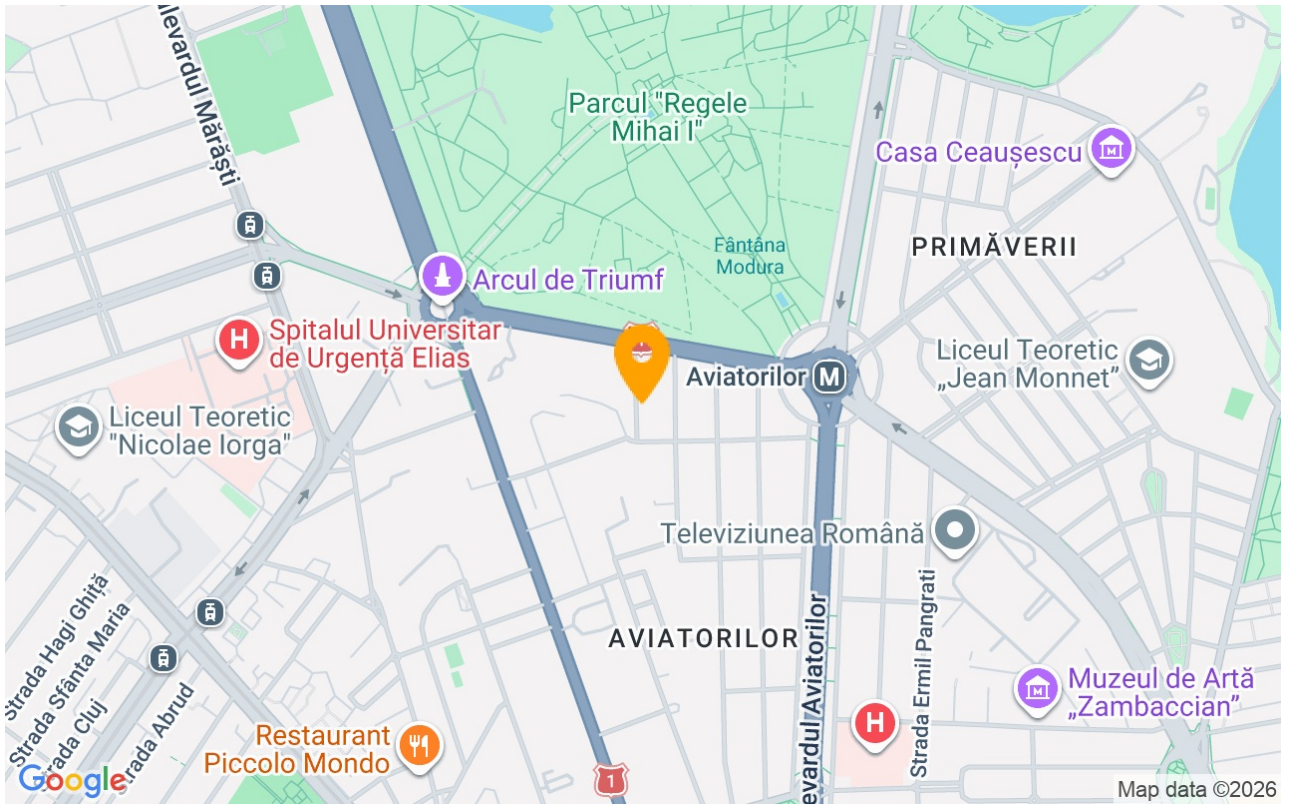 levardul Mărăști
Parcul "Regele
Mihai I"
Casa Ceaușescu
Fântâna
Modura
PRIMĂVERII
Arcul de Triumf
Spitalul Universitar
de Urgență Elias
Liceul Teoretic
„Jean Monnet”
Aviatorilor
M
H
Liceul Teoretic
"Nicolae Iorga"
Televiziunea Română
Strada Hagi Ghiță
Strada Sfânta Maria
Strada Cluj
Strada Abrud
AVIATORILOR
levardul Aviatorilor
Strada Ermil Pangrati
Muzeul de Artă
„Zambaccian”
H
Restaurant
Piccolo Mondo
1
Google
Map data ©2026